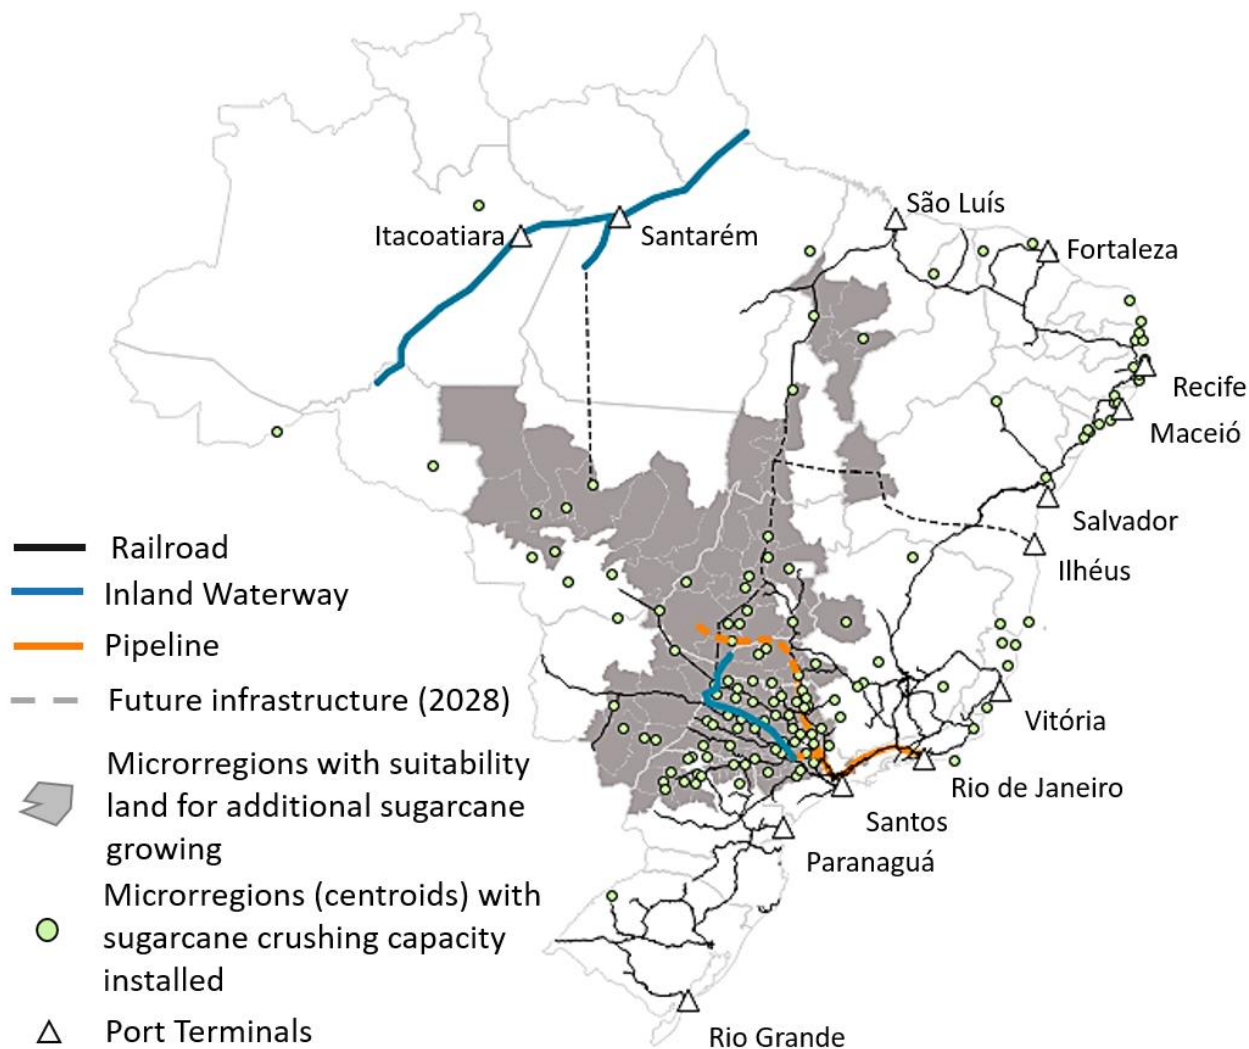 São Luís
Itacoatiara
Santarém
Fortaleza
Recife
Maceió
Salvador
Ilhéus
Railroad
Inland Waterway
Pipeline
Future infrastructure (2028)
Vitória
Microrregions with suitability
land for additional sugarcane
growing
Rio de Janeiro
Santos
Paranaguá
Microrregions (centroids) with
sugarcane crushing capacity
installed
Port Terminals
Rio Grande